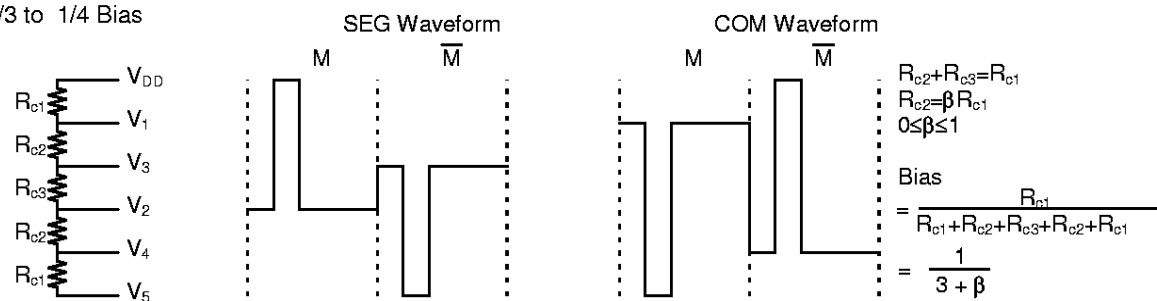 /3 to 1/4 Bias
SEG Waveform
M
M̅
COM Waveform
M
M̅
V_DD
R_c1
V_1
R_c2
V_3
R_c3
V_2
R_c2
V_4
R_c1
V_5
R_c2+R_c3=R_c1
R_c2=βR_c1
0≤β≤1
Bias
= R_c1 / R_c1+R_c2+R_c3+R_c2+R_c1
= 1 / 3 + β